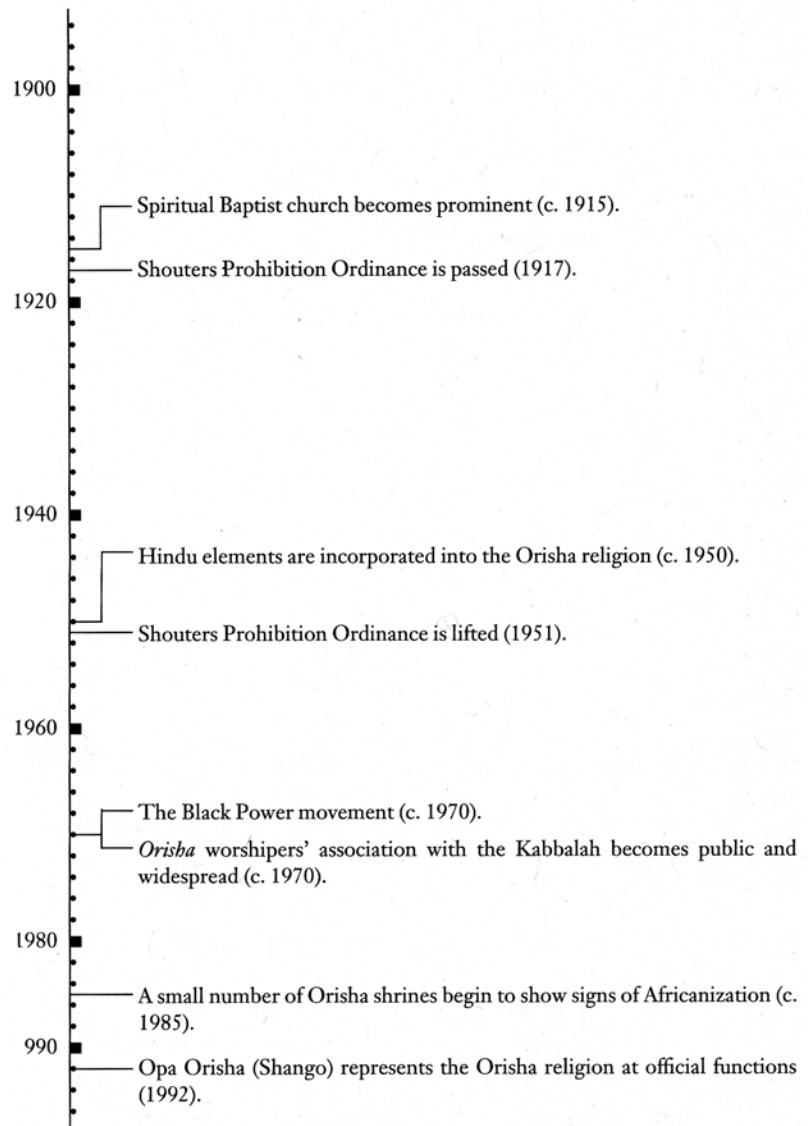 1900
Spiritual Baptist church becomes prominent (c. 1915).
Shouters Prohibition Ordinance is passed (1917).
1920
1940
Hindu elements are incorporated into the Orisha religion (c. 1950).
Shouters Prohibition Ordinance is lifted (1951).
1960
The Black Power movement (c. 1970).
Orisha worshipers' association with the Kabbalah becomes public and
widespread (c. 1970).
1980
A small number of Orisha shrines begin to show signs of Africanization (c.
1985).
990
Opa Orisha (Shango) represents the Orisha religion at official functions
(1992).